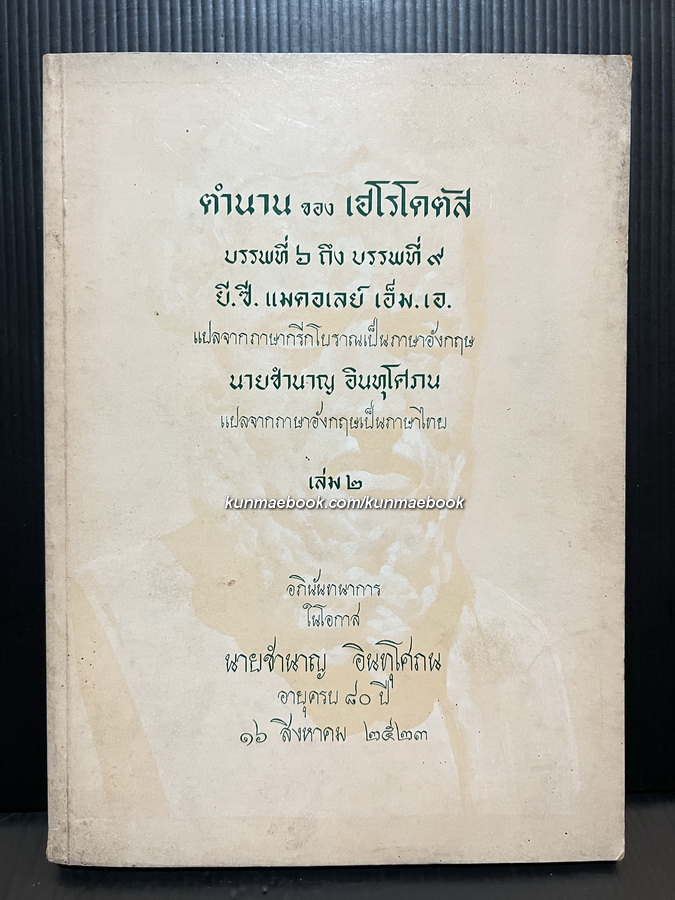 ตำนาน ของ เฮโรโดตัส
บรรพที่ ๖ ถึง บรรพที่ ๙
ยี.ซี. แมคอเลย์ เอ็ม.เอ.
แปลจากภาษากรีกโบราณเป็นภาษาอังกฤษ
นายชำนาญ อินทุโศภน
แปลจากภาษาอังกฤษเป็นภาษาไทย
เล่ม ๒
kunmaebook.com/kunmaebook
อภินันทนาการ
ในโอกาส
นายชำนาญ อินทุโศภน
อายุครบ ๘๐ ปี
๑๖ สิงหาคม ๒๕๒๓